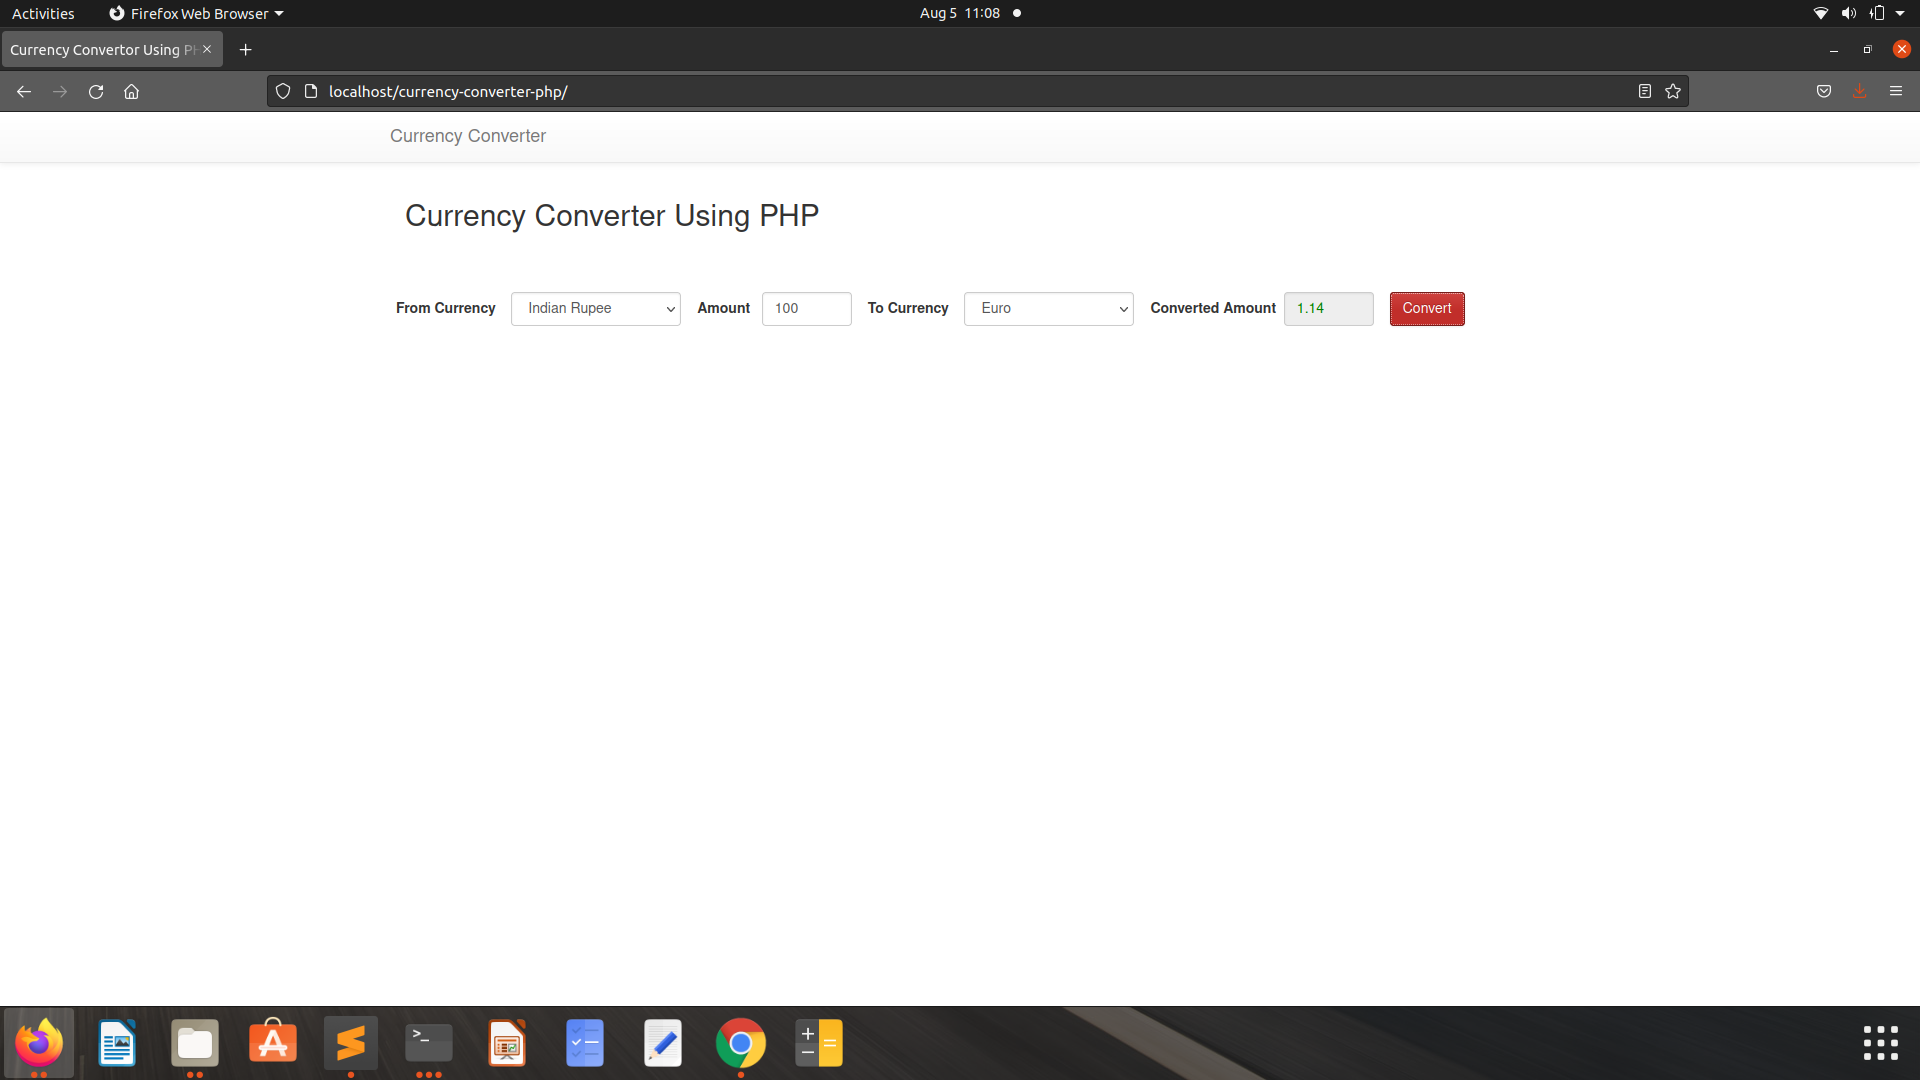 Activities Firefox Web Browser Aug 5 11:08
Currency Convertor Using PH
localhost/currency-converter-php/
Currency Converter
Currency Converter Using PHP
From Currency Indian Rupee Amount 100 To Currency Euro Converted Amount 1.14 Convert